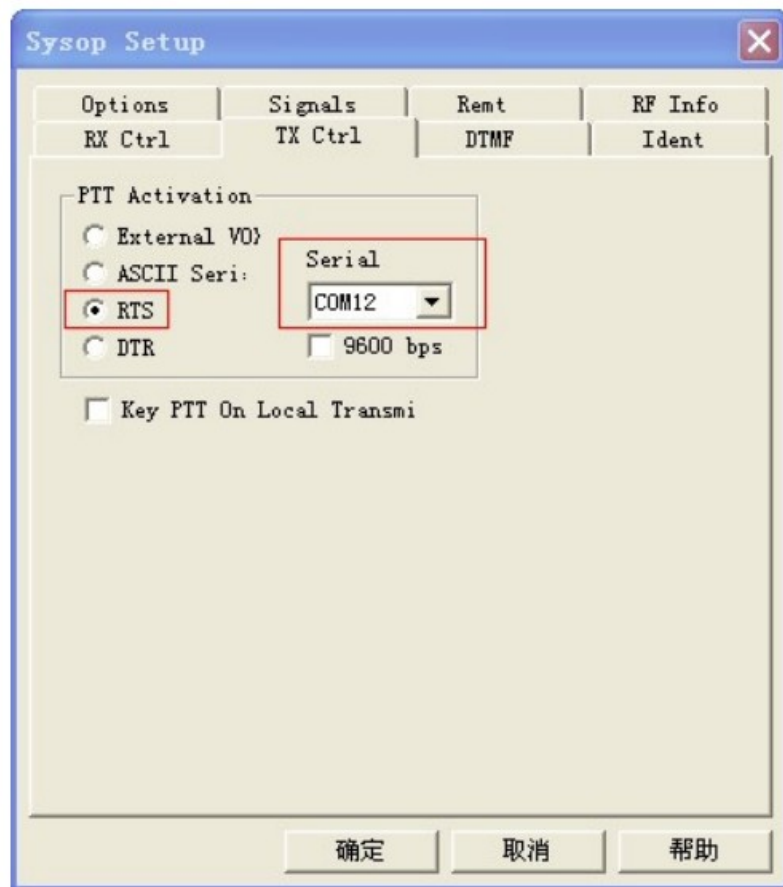 Sysop Setup
Options Signals Remt RF Info
RX Ctrl TX Ctrl DTMF Ident
PTT Activation
External VO}
ASCII Seri:
Serial
RTS
COM12
DTR
9600 bps
Key PTT On Local Transmi
确定 取消 帮助